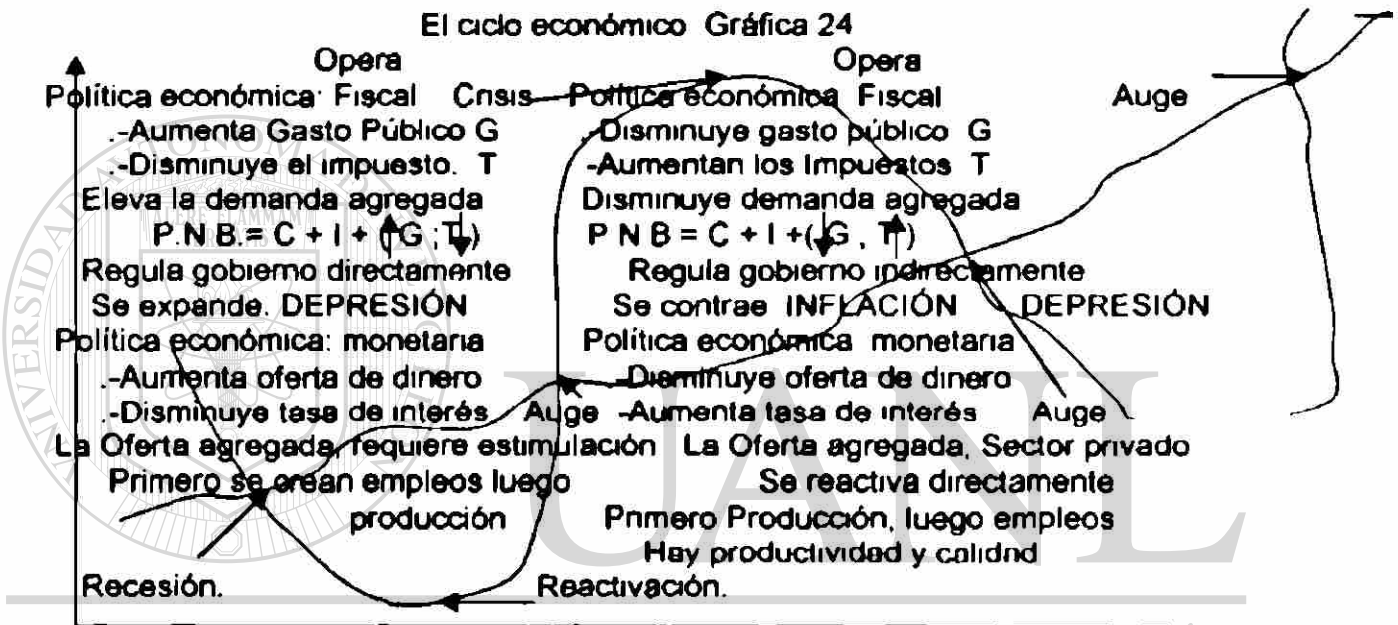 El ciclo económico Gráfica 24
Opera Opera
Política económica: Fiscal Crisis Política económica Fiscal Auge
.-Aumenta Gasto Público G .Disminuye gasto público G
.-Disminuye el impuesto. T -Aumentan los Impuestos T
Eleva la demanda agregada Disminuye demanda agregada
P.N.B.= C + I + (↑G ; T↓) P N B = C + I +(↓G , T↑)
Regula gobierno directamente Regula gobierno indirectamente
Se expande. DEPRESIÓN Se contrae INFLACIÓN DEPRESIÓN
Política económica: monetaria Política económica monetaria
.-Aumenta oferta de dinero -Disminuye oferta de dinero
.-Disminuye tasa de interés Auge -Aumenta tasa de interés Auge
La Oferta agregada, requiere estimulación La Oferta agregada, Sector privado
Primero se crean empleos luego Se reactiva directamente
producción Primero Producción, luego empleos
Hay productividad y calidad
Recesión. Reactivación.
UANL